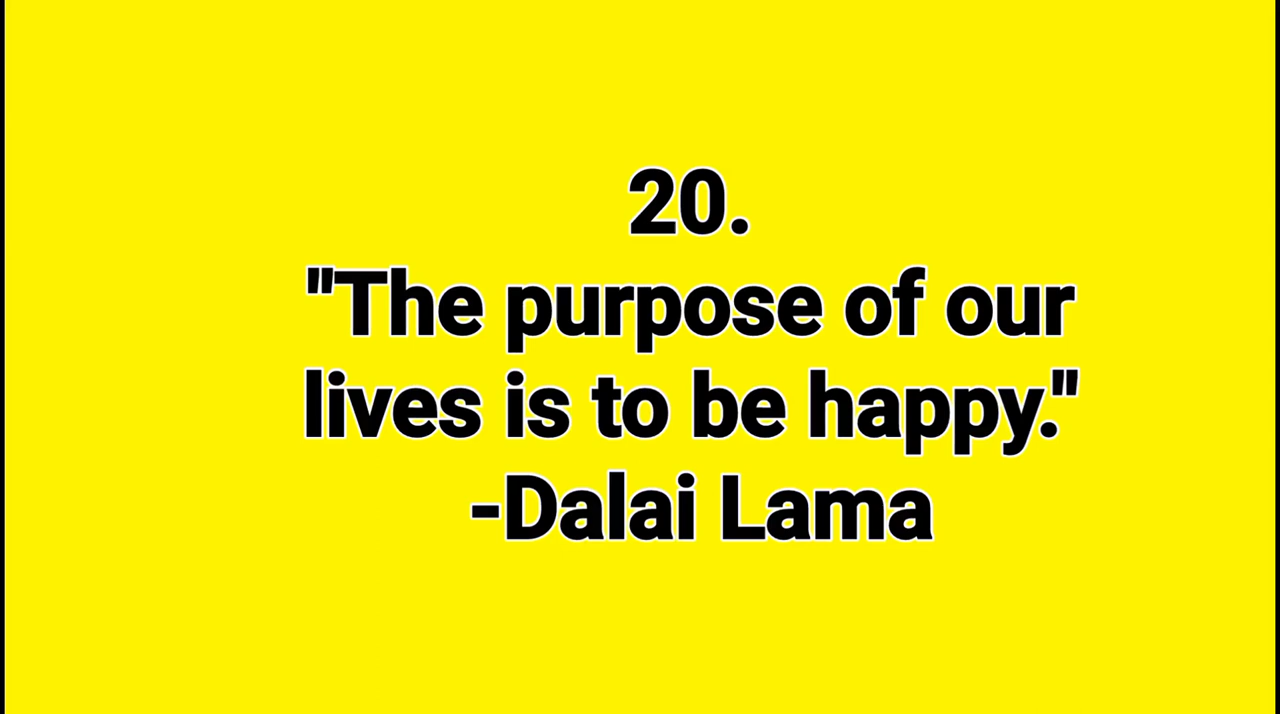 20.
"The purpose of our
lives is to be happy."
-Dalai Lama